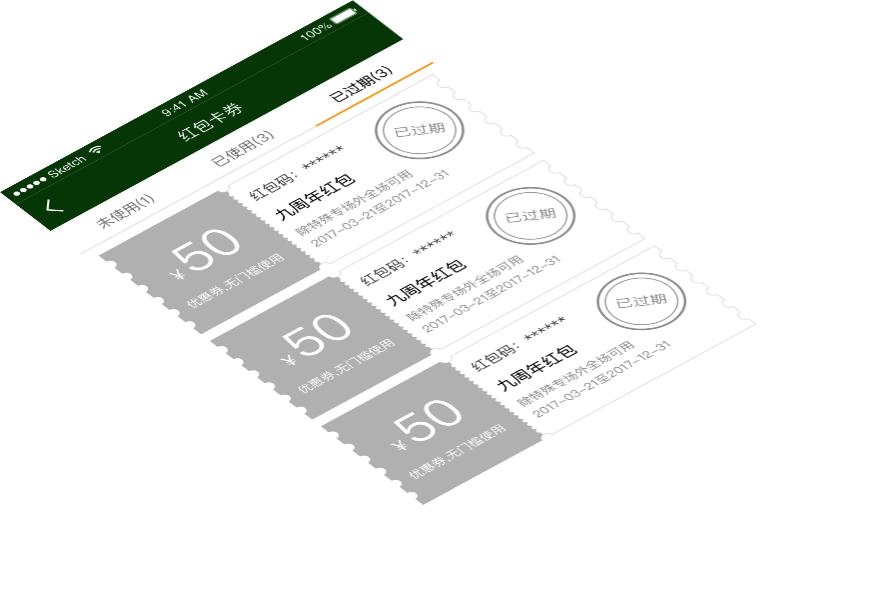 Sketch
9:41 AM
100%
红包卡券
未使用(1)
已使用(3)
已过期(3)
¥50
优惠券,无门槛使用
红包码：******
九周年红包
除特殊专场外全场可用
2017-03-21至2017-12-31
已过期
¥50
优惠券,无门槛使用
红包码：******
九周年红包
除特殊专场外全场可用
2017-03-21至2017-12-31
已过期
¥50
优惠券,无门槛使用
红包码：******
九周年红包
除特殊专场外全场可用
2017-03-21至2017-12-31
已过期